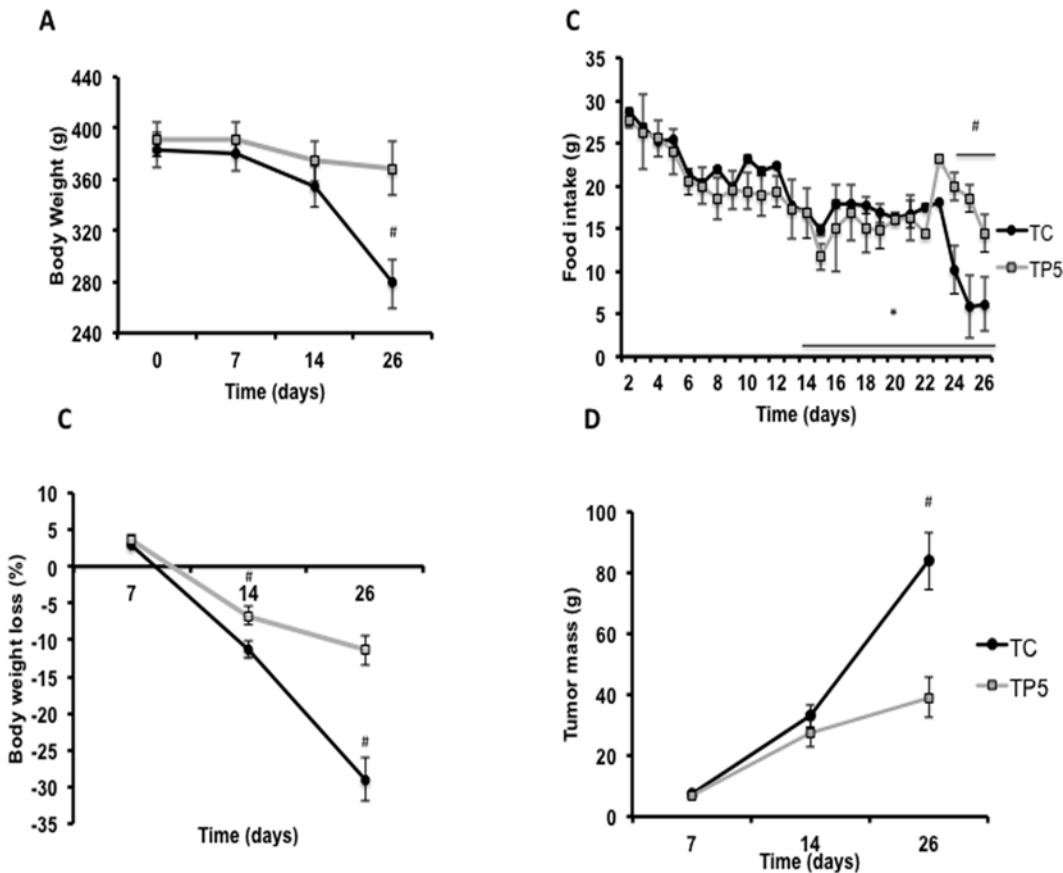 A
Body Weight (g)
440
400
360
320
280
240
#
0 7 14 26
Time (days)
C
Food intake (g)
35
30
25
20
15
10
5
0
#
*
TC
TP5
2 4 6 8 10 12 14 16 18 20 22 24 26
Time (days)
C
Body weight loss (%)
10
5
0
-5
-10
-15
-20
-25
-30
-35
#
#
7 14 26
Time (days)
D
Tumor mass (g)
100
80
60
40
20
0
#
TC
TP5
7 14 26
Time (days)